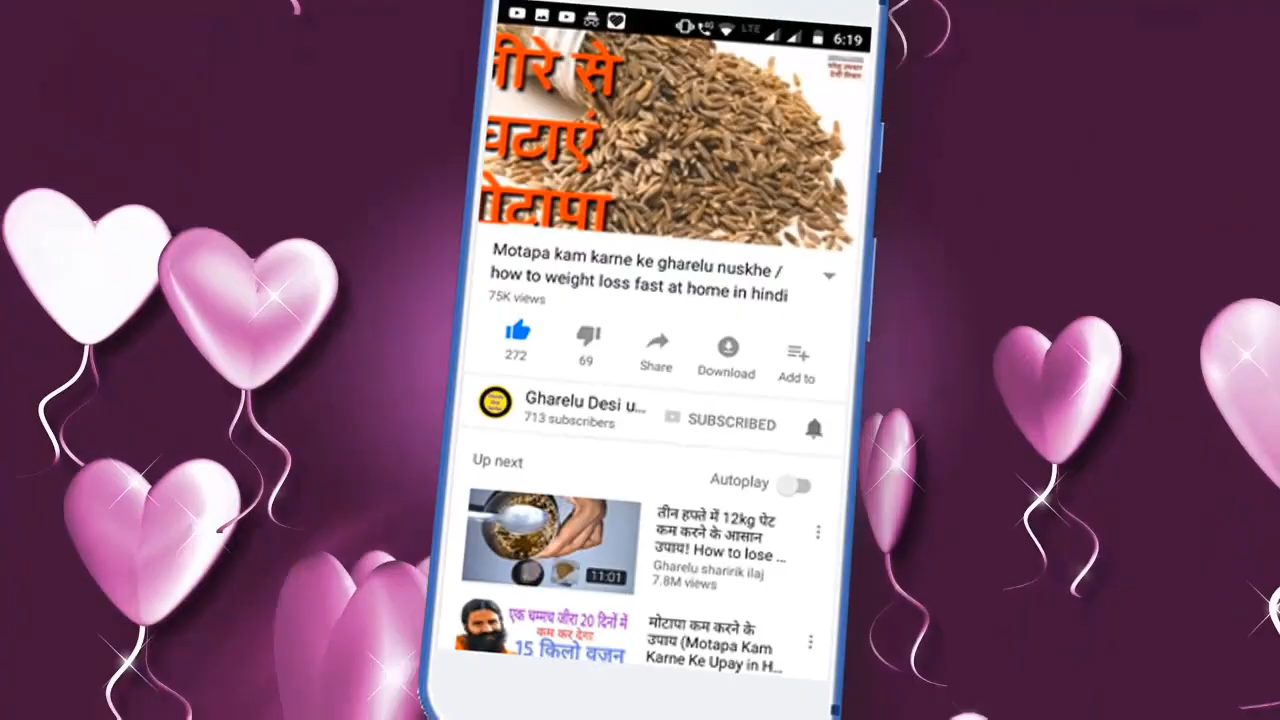 LTE 6:19
जीरे से
घटाएं
मोटापा
Motapa kam karne ke gharelu nuskhe /
how to weight loss fast at home in hindi
75K views
272
69
Share
Download
Add to
Gharelu Desi u...
713 subscribers
SUBSCRIBED
Up next
Autoplay
तीन हफ्ते में 12kg पेट
कम करने के आसान
उपाय! How to lose ...
Gharelu sharirik ilaj
7.8M views
11:01
एक चम्मच जीरा 20 दिनों में
कम कर देगा
15 किलो वजन
मोटापा कम करने के
उपाय (Motapa Kam
Karne Ke Upay in H...